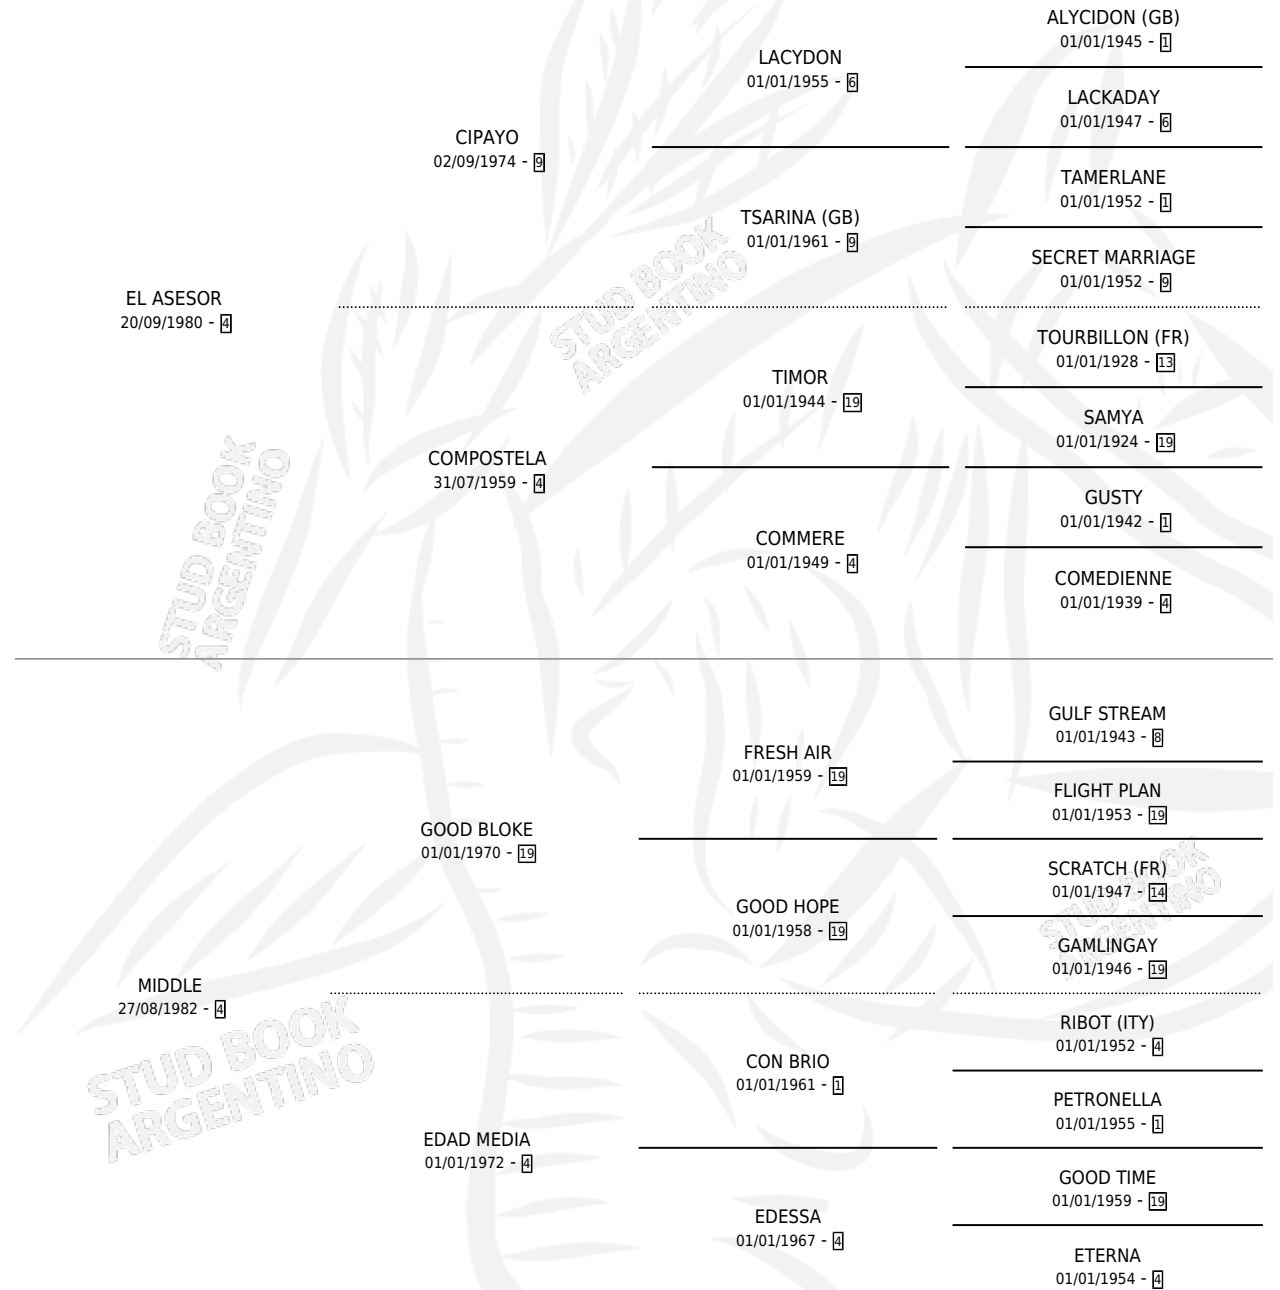 ALYCIDON (GB)
01/01/1945 - 1
LACYDON
01/01/1955 - 6
LACKADAY
01/01/1947 - 6
CIPAYO
02/09/1974 - 9
TAMERLANE
01/01/1952 - 1
TSARINA (GB)
01/01/1961 - 9
SECRET MARRIAGE
01/01/1952 - 9
EL ASESOR
20/09/1980 - 4
TOURBILLON (FR)
01/01/1928 - 13
TIMOR
01/01/1944 - 19
SAMYA
01/01/1924 - 19
COMPOSTELA
31/07/1959 - 4
GUSTY
01/01/1942 - 1
COMMERE
01/01/1949 - 4
COMEDIENNE
01/01/1939 - 4
GULF STREAM
01/01/1943 - 8
FRESH AIR
01/01/1959 - 19
FLIGHT PLAN
01/01/1953 - 19
GOOD BLOKE
01/01/1970 - 19
SCRATCH (FR)
01/01/1947 - 14
GOOD HOPE
01/01/1958 - 19
GAMLINGAY
01/01/1946 - 19
MIDDLE
27/08/1982 - 4
RIBOT (ITY)
01/01/1952 - 4
CON BRIO
01/01/1961 - 1
PETRONELLA
01/01/1955 - 1
EDAD MEDIA
01/01/1972 - 4
GOOD TIME
01/01/1959 - 19
EDESSA
01/01/1967 - 4
ETERNA
01/01/1954 - 4
STUD BOOK
ARGENTINO
STUD BOOK
ARGENTINO
STUD BOOK
ARGENTINO
STUD BOOK
ARGENTINO